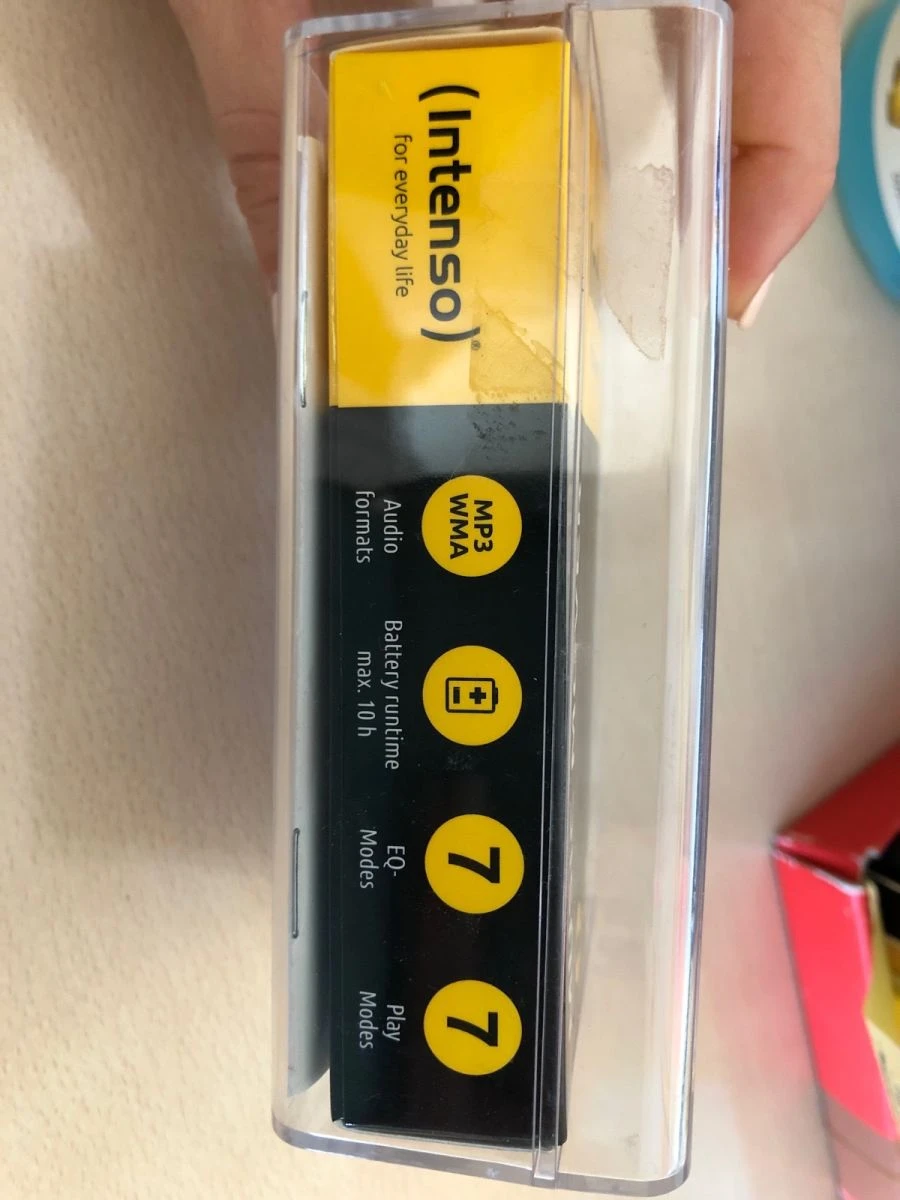 (Intenso)®
for everyday life
MP3
WMA
Audio
formats
Battery runtime
max. 10 h
7
EQ-
Modes
7
Play
Modes